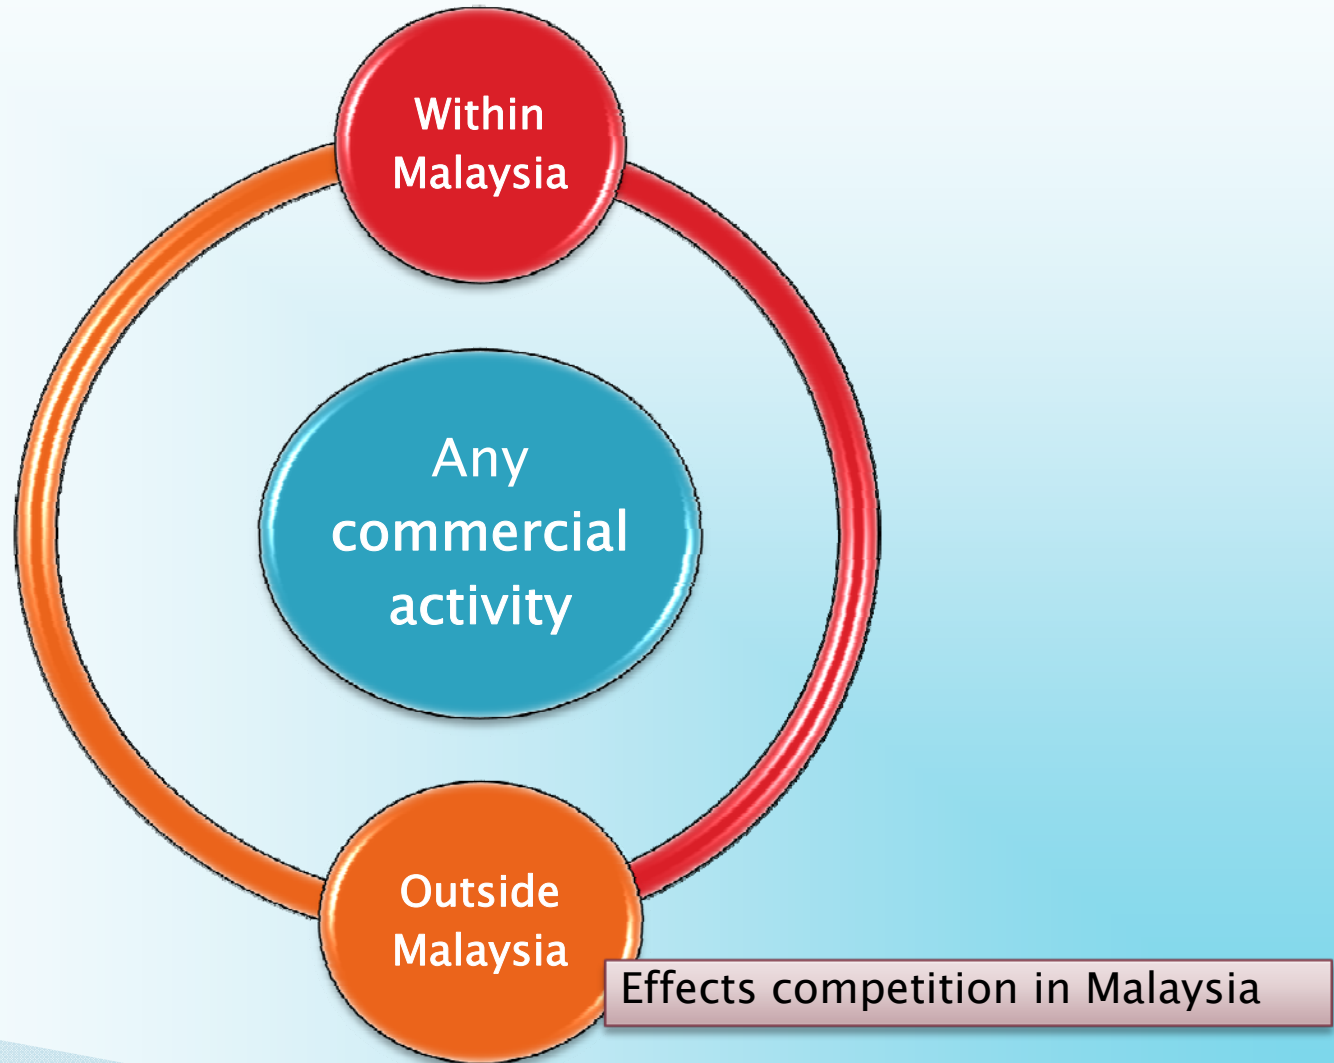 Within
Malaysia
Any
commercial
activity
Outside
Malaysia
Effects competition in Malaysia